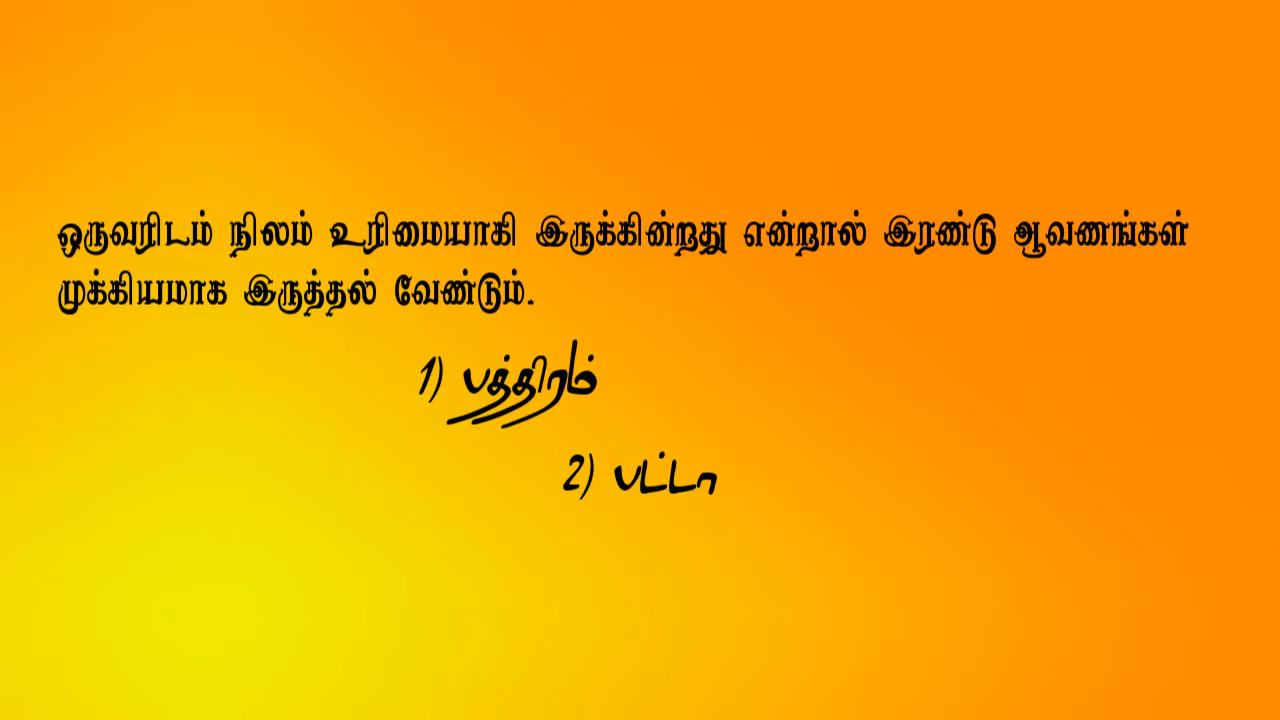 ஒருவரிடம் நிலம் உரிமையாகி இருக்கின்றது என்றால் இரண்டு ஆவணங்கள்
முக்கியமாக இருத்தல் வேண்டும்.
1) பத்திரம்
2) பட்டா